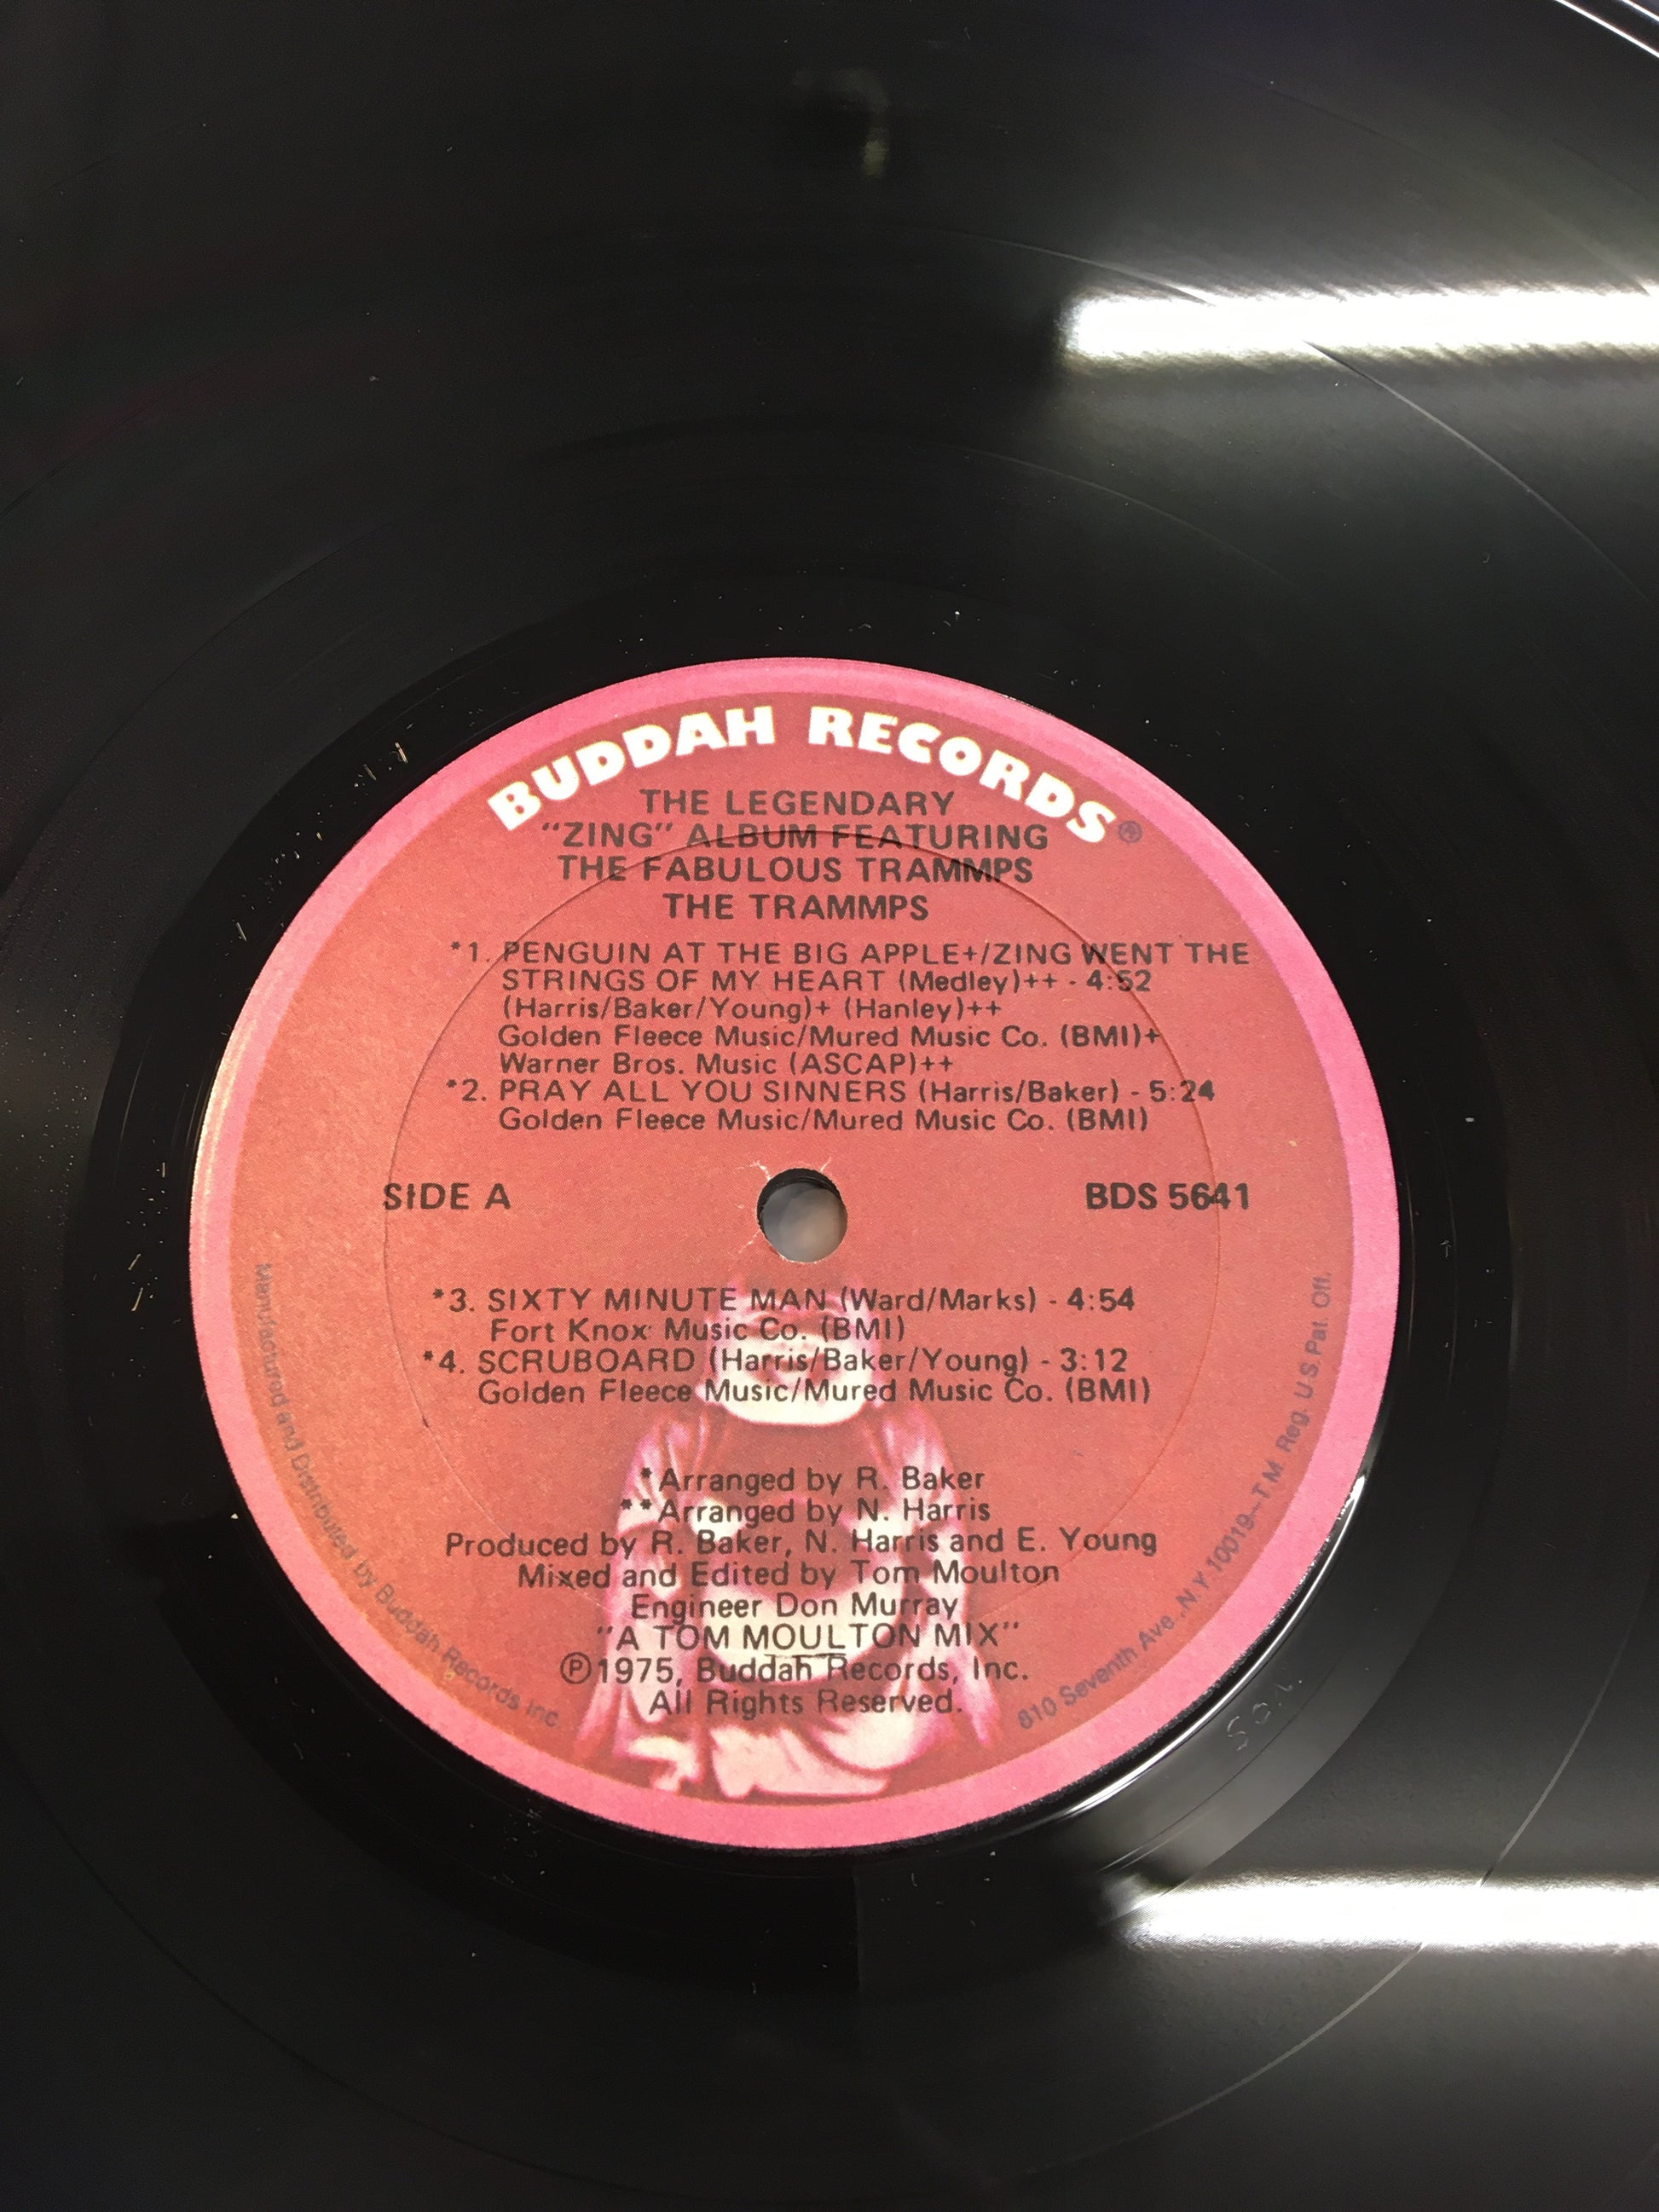 BUDDAH RECORDS®
THE LEGENDARY
"ZING" ALBUM FEATURING
THE FABULOUS TRAMMPS
THE TRAMMPS
*1. PENGUIN AT THE BIG APPLE+/ZING WENT THE
STRINGS OF MY HEART (Medley)++ - 4:52
(Harris/Baker/Young)+ (Hanley)++
Golden Fleece Music/Mured Music Co. (BMI)+
Warner Bros. Music (ASCAP)++
*2. PRAY ALL YOU SINNERS (Harris/Baker) - 5:24
Golden Fleece Music/Mured Music Co. (BMI)
SIDE A
BDS 5641
*3. SIXTY MINUTE MAN (Ward/Marks) - 4:54
Fort Knox Music Co. (BMI)
*4. SCRUBOARD (Harris/Baker/Young) - 3:12
Golden Fleece Music/Mured Music Co. (BMI)
*Arranged by R. Baker
**Arranged by N. Harris
Produced by R. Baker, N. Harris and E. Young
Mixed and Edited by Tom Moulton
Engineer Don Murray
"A TOM MOULTON MIX"
℗1975, Buddah Records, Inc.
All Rights Reserved.
Manufactured and Distributed by Buddah Records Inc.
810 Seventh Ave., N.Y. 10019—T.M. Reg. U.S. Pat. Off.